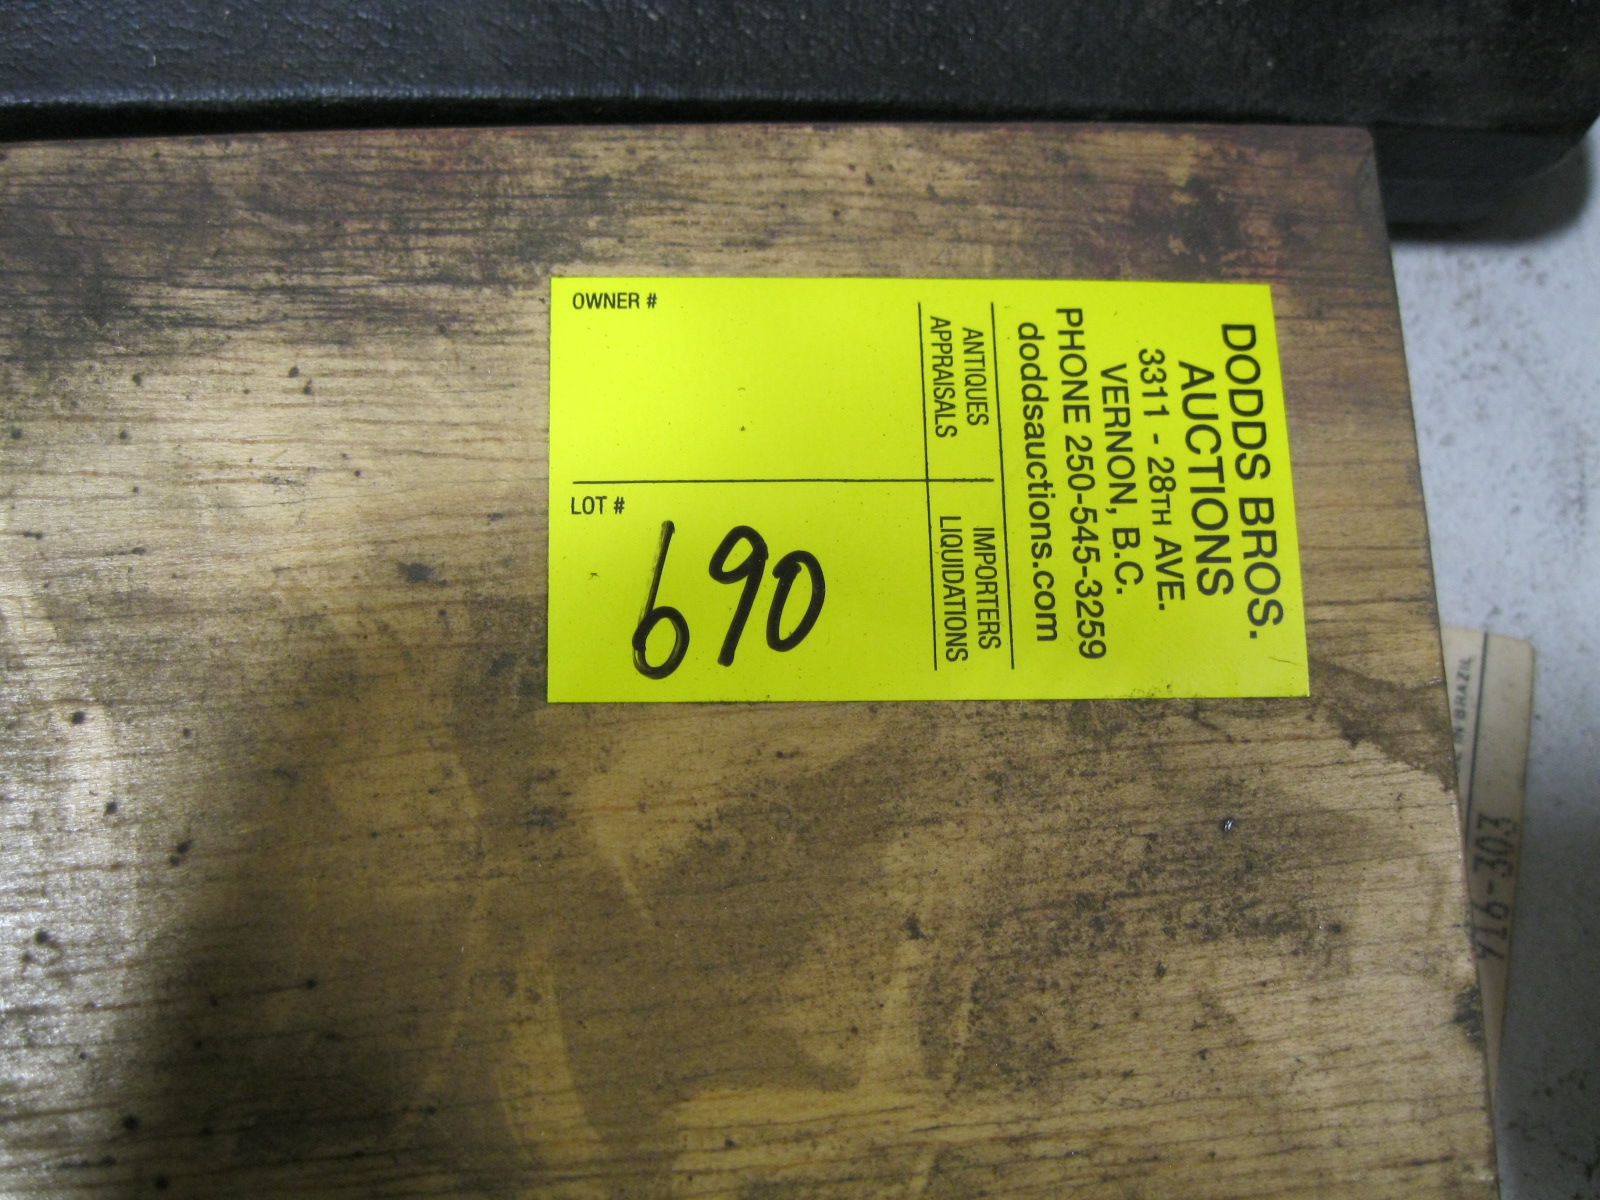 DODDS BROS.
AUCTIONS
3311 - 28TH AVE.
VERNON, B.C.
PHONE 250-545-3259
doddsauctions.com
ANTIQUES IMPORTERS
APPRAISALS LIQUIDATIONS
OWNER #
LOT #
690
716-303